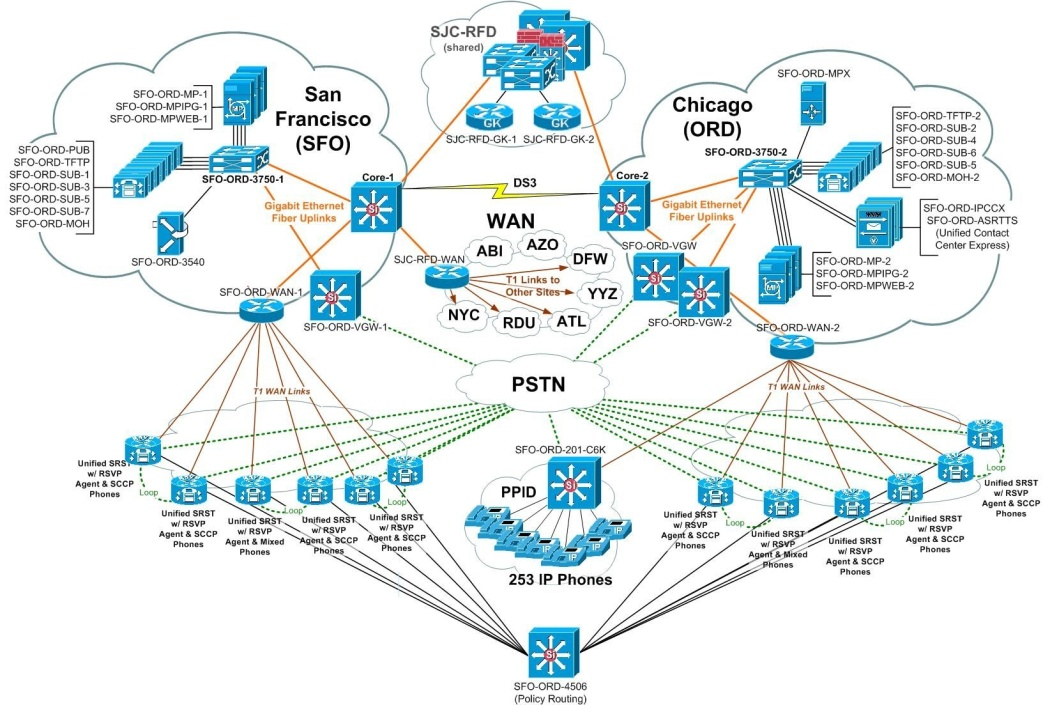 SJC-RFD
(shared)
GK
GK
SJC-RFD-GK-1
SJC-RFD-GK-2
San
Francisco
(SFO)
SFO-ORD-MP-1
SFO-ORD-MPIPG-1
SFO-ORD-MPWEB-1
MP
SFO-ORD-PUB
SFO-ORD-TFTP
SFO-ORD-SUB-1
SFO-ORD-SUB-3
SFO-ORD-SUB-5
SFO-ORD-SUB-7
SFO-ORD-MOH
SFO-ORD-3750-1
SFO-ORD-3540
Gigabit Ethernet
Fiber Uplinks
Core-1
Si
DS3
Core-2
Si
Chicago
(ORD)
SFO-ORD-MPX
SFO-ORD-3750-2
SFO-ORD-TFTP-2
SFO-ORD-SUB-2
SFO-ORD-SUB-4
SFO-ORD-SUB-6
SFO-ORD-SUB-5
SFO-ORD-MOH-2
SFO-ORD-IPCCX
SFO-ORD-ASRTTS
(Unified Contact
Center Express)
Gigabit Ethernet
Fiber Uplinks
SFO-ORD-MP-2
SFO-ORD-MPIPG-2
SFO-ORD-MPWEB-2
MP
V
WAN
SJC-RFD-WAN
ABI
AZO
DFW
YYZ
T1 Links to
Other Sites
NYC
RDU
ATL
SFO-ORD-VGW
Si
Si
SFO-ORD-VGW-2
SFO-ORD-WAN-1
Si
SFO-ORD-VGW-1
SFO-ORD-WAN-2
PSTN
T1 WAN Links
T1 WAN Links
SFO-ORD-201-C6K
Si
PPID
IP
253 IP Phones
Unified SRST
w/ RSVP
Agent & SCCP
Phones
Loop
Unified SRST
w/ RSVP
Agent & SCCP
Phones
Unified SRST
w/ RSVP
Agent & Mixed
Phones
Loop
Unified SRST
w/ RSVP
Agent & SCCP
Phones
Unified SRST
w/ RSVP
Agent & SCCP
Phones
Loop
Unified SRST
w/ RSVP
Agent & SCCP
Phones
Loop
Unified SRST
w/ RSVP
Agent & Mixed
Phones
Unified SRST
w/ RSVP
Agent & SCCP
Phones
Loop
Unified SRST
w/ RSVP
Agent & SCCP
Phones
Unified SRST
w/ RSVP
Agent & SCCP
Phones
Loop
Si
SFO-ORD-4506
(Policy Routing)